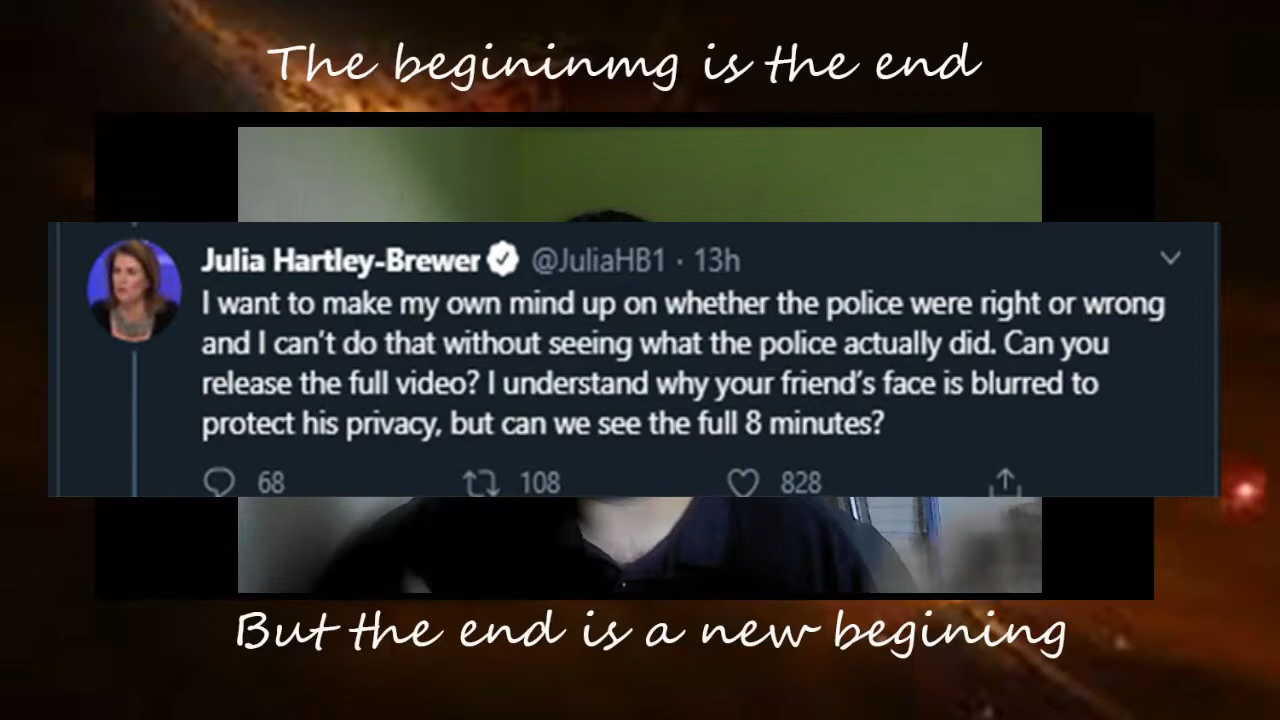 The begininmg is the end
Julia Hartley-Brewer @JuliaHB1 · 13h
I want to make my own mind up on whether the police were right or wrong
and I can't do that without seeing what the police actually did. Can you
release the full video? I understand why your friend's face is blurred to
protect his privacy, but can we see the full 8 minutes?
68 108 828
But the end is a new begining